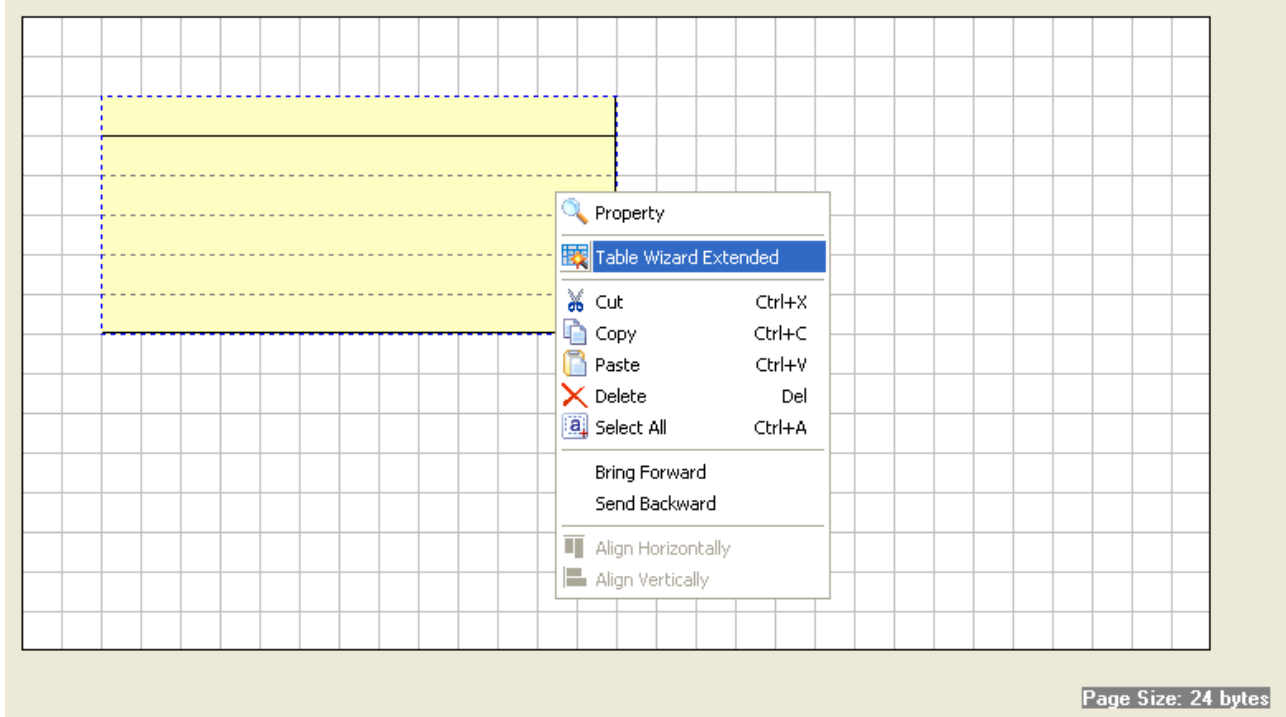 Property
Table Wizard Extended
Cut Ctrl+X
Copy Ctrl+C
Paste Ctrl+V
Delete Del
Select All Ctrl+A
Bring Forward
Send Backward
Align Horizontally
Align Vertically
Page Size: 24 bytes